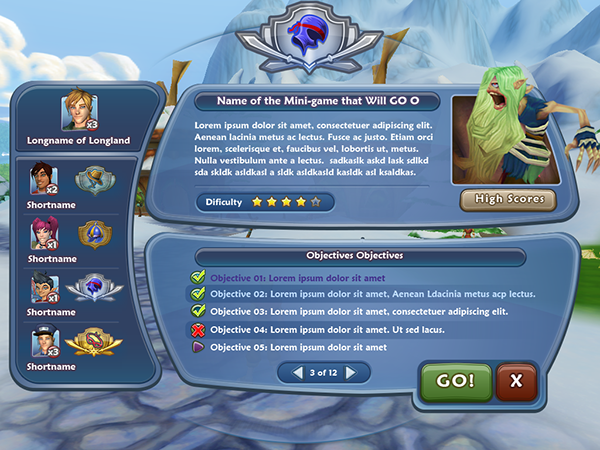 x3
Longname of Longland
x2
Shortname
x1
Shortname
x1
Shortname
x3
Shortname
Name of the Mini-game that Will GO O
Lorem ipsum dolor sit amet, consectetuer adipiscing elit.
Aenean lacinia metus ac lectus. Fusce ac justo. Etiam orci
lorem, scelerisque et, faucibus vel, lobortis ut, metus.
Nulla vestibulum ante a lectus. sadkaslk askd lask sdlkd
sda skldk asldkasl a sldk asldkasld kasldk asl ksaldkas.
Dificulty
High Scores
Objectives Objectives
Objective 01: Lorem ipsum dolor sit amet
Objective 02: Lorem ipsum dolor sit amet, Aenean Ldacinia metus acp lectus.
Objective 03: Lorem ipsum dolor sit amet, consectetuer adipiscing elit.
Objective 04: Lorem ipsum dolor sit amet. Ut sed lacus.
Objective 05: Lorem ipsum dolor sit amet
3 of 12
GO!
X